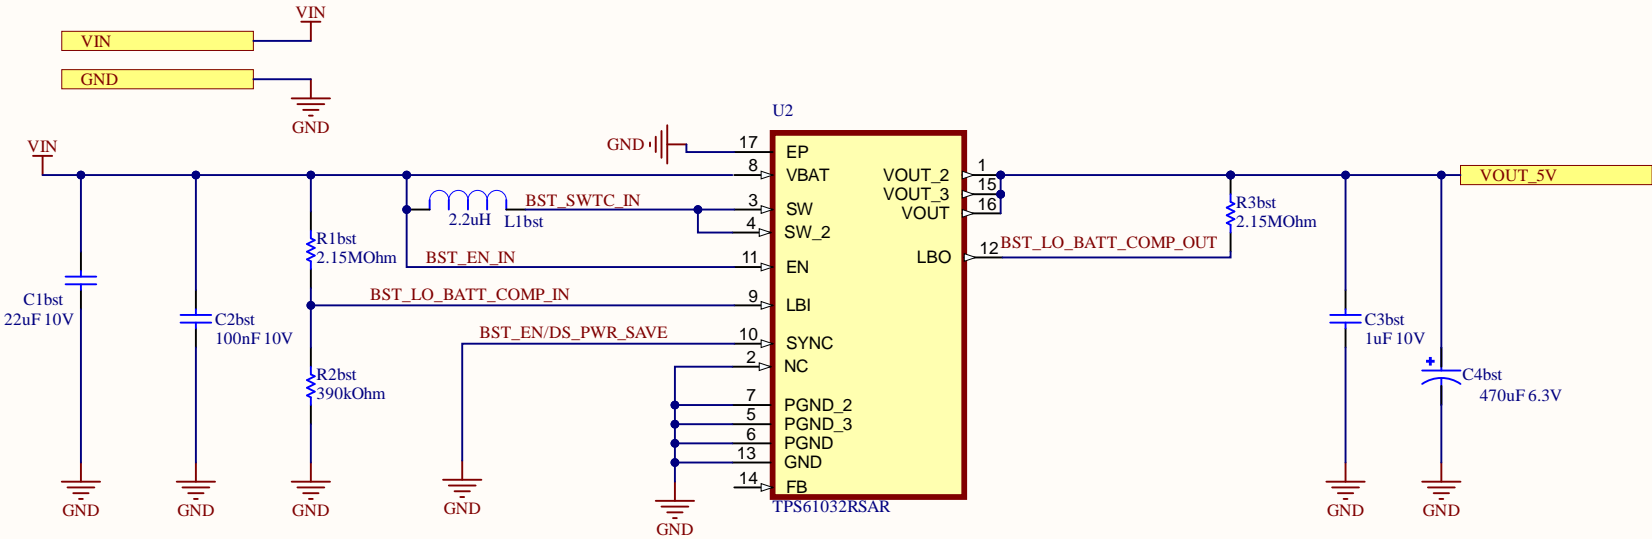 VIN
VIN
GND
GND
U2
VIN
GND
17
EP
8
VBAT
VOUT_2
1
VOUT_5V
VOUT_3
15
BST_SWTC_IN
3
SW
VOUT
16
R3bst
2.15MOhm
2.2uH
L1bst
4
SW_2
R1bst
2.15MOhm
BST_EN_IN
11
EN
LBO
12
BST_LO_BATT_COMP_OUT
C1bst
22uF 10V
BST_LO_BATT_COMP_IN
9
LBI
C2bst
100nF 10V
BST_EN/DS_PWR_SAVE
10
SYNC
C3bst
1uF 10V
2
NC
R2bst
390kOhm
C4bst
470uF 6.3V
7
PGND_2
5
PGND_3
6
PGND
13
GND
14
FB
TPS61032RSAR
GND
GND
GND
GND
GND
GND
GND